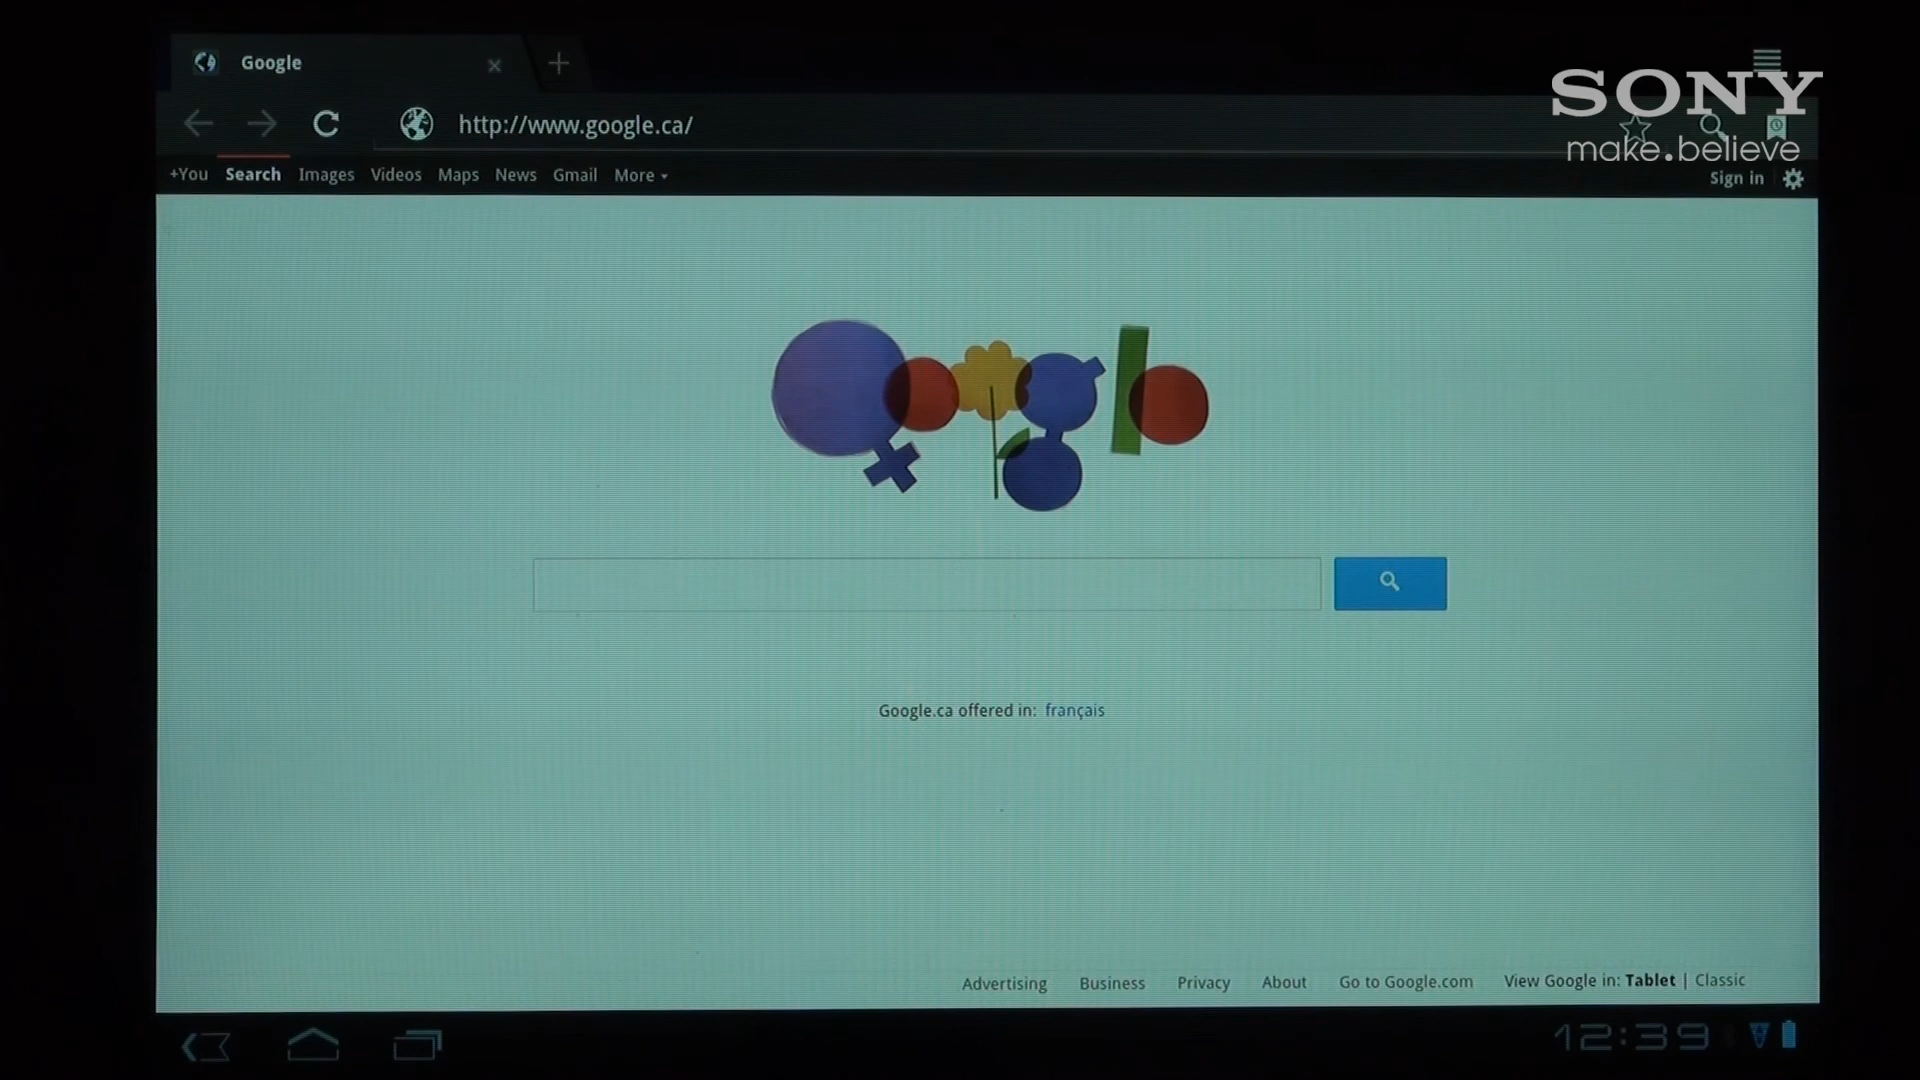 Google
SONY
make.believe
http://www.google.ca/
+You Search Images Videos Maps News Gmail More
Sign in
Google.ca offered in: français
Advertising Business Privacy About Go to Google.com View Google in: Tablet | Classic
12:39